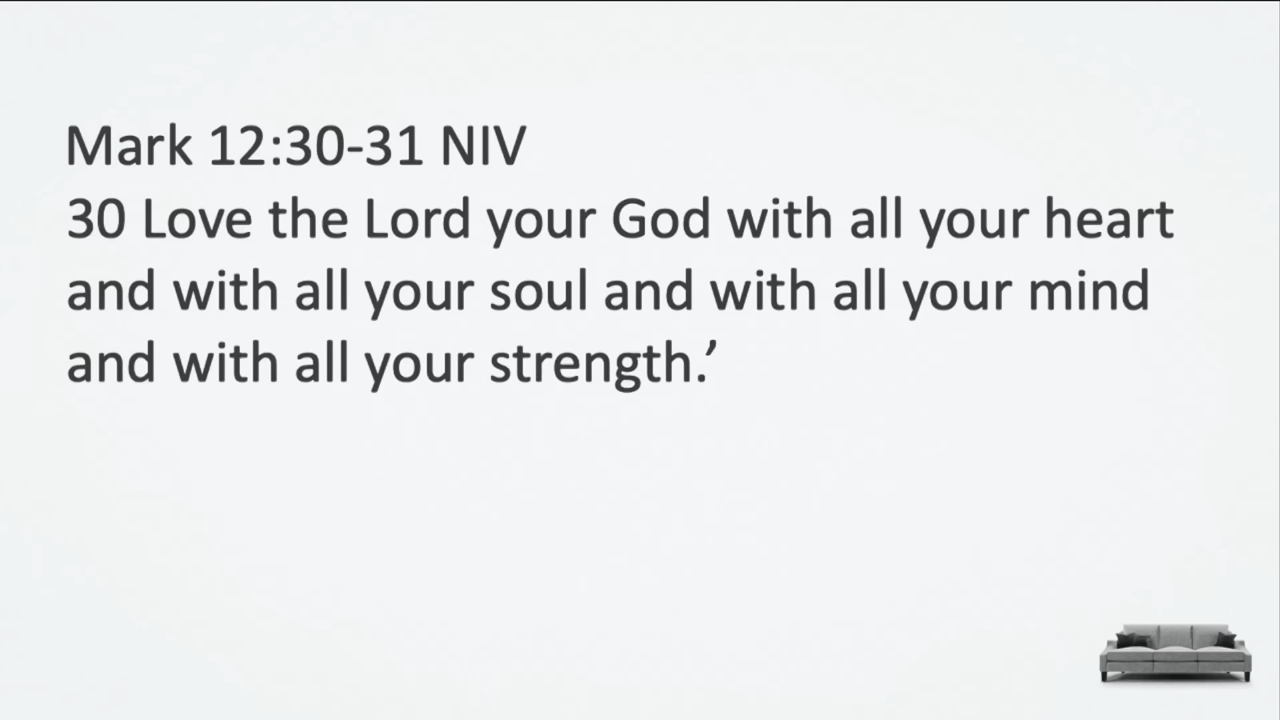 Mark 12:30-31 NIV
30 Love the Lord your God with all your heart
and with all your soul and with all your mind
and with all your strength.’